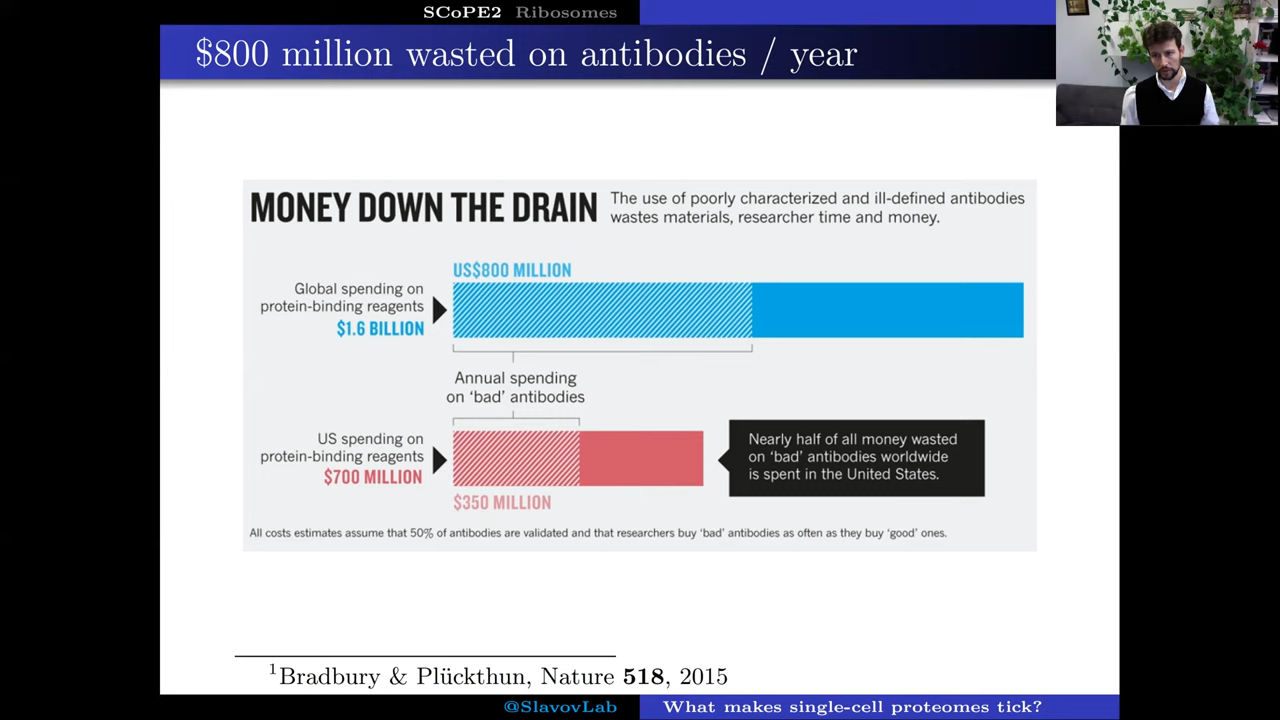 SCoPE2 Ribosomes
$800 million wasted on antibodies / year
MONEY DOWN THE DRAIN
The use of poorly characterized and ill-defined antibodies
wastes materials, researcher time and money.
US$800 MILLION
Global spending on
protein-binding reagents
$1.6 BILLION
Annual spending
on ‘bad’ antibodies
US spending on
protein-binding reagents
$700 MILLION
Nearly half of all money wasted
on ‘bad’ antibodies worldwide
is spent in the United States.
$350 MILLION
All costs estimates assume that 50% of antibodies are validated and that researchers buy ‘bad’ antibodies as often as they buy ‘good’ ones.
1Bradbury & Plückthun, Nature 518, 2015
@SlavovLab What makes single-cell proteomes tick?